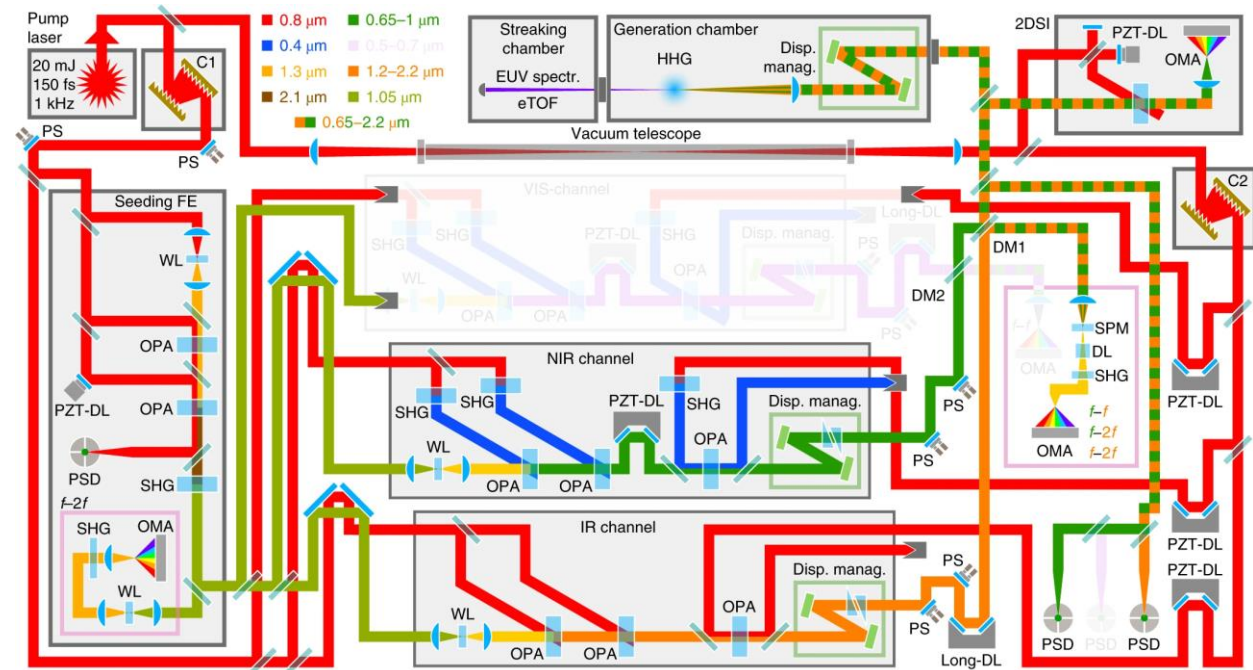 Pump
laser
20 mJ
150 fs
1 kHz
C1
PS
PS
0.8 μm
0.4 μm
1.3 μm
2.1 μm
0.65–1 μm
0.5–0.7 μm
1.2–2.2 μm
1.05 μm
0.65–2.2 μm
Streaking
chamber
EUV spectr.
eTOF
Generation chamber
HHG
Disp.
manag.
2DSI
PZT-DL
OMA
Vacuum telescope
C2
Seeding FE
WL
OPA
PZT-DL
OPA
PSD
SHG
f–2f
SHG
OMA
WL
VIS-channel
SHG
SHG
PZT-DL
SHG
Long-DL
PS
Disp. manag.
WL
OPA
OPA
OPA
PS
DM1
DM2
f–f
OMA
SPM
DL
SHG
OMA
f–f
f–2f
f–2f
NIR channel
SHG
SHG
PZT-DL
SHG
Disp. manag.
WL
OPA
OPA
OPA
PS
PS
PZT-DL
PZT-DL
PZT-DL
IR channel
Disp. manag.
WL
OPA
OPA
OPA
PS
PS
Long-DL
PSD
PSD
PSD